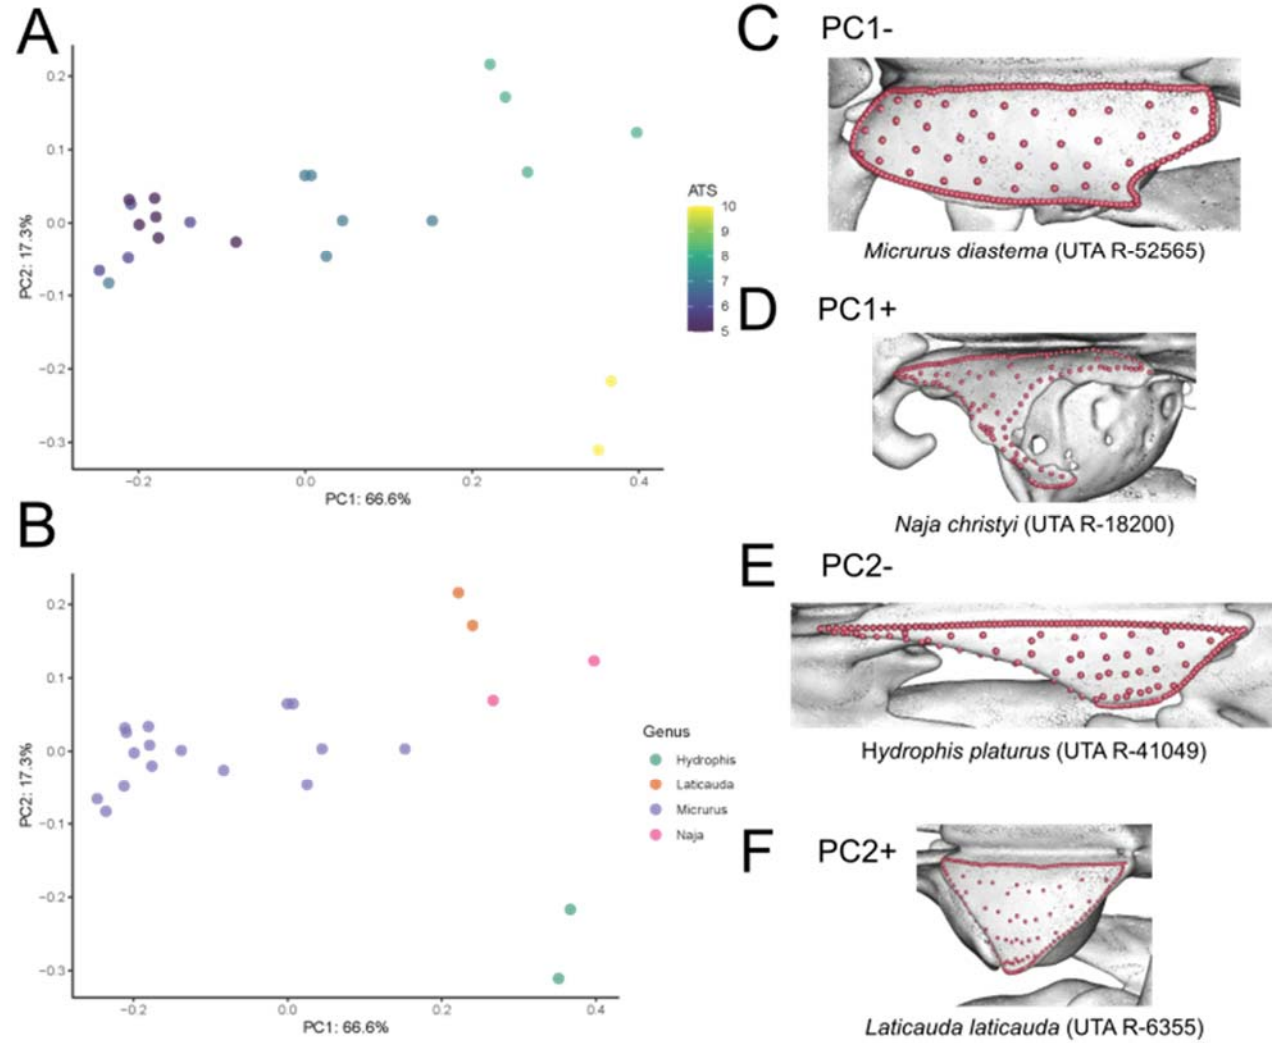 A
0.2
0.1
0.0
−0.1
−0.2
−0.3
PC2: 17.3%
−0.2
0.0
0.2
0.4
PC1: 66.6%
ATS
10
9
8
7
6
5
B
0.2
0.1
0.0
−0.1
−0.2
−0.3
PC2: 17.3%
−0.2
0.0
0.2
0.4
PC1: 66.6%
Genus
Hydrophis
Laticauda
Micrurus
Naja
C
PC1-
Micrurus diastema (UTA R-52565)
D
PC1+
Naja christyi (UTA R-18200)
E
PC2-
Hydrophis platurus (UTA R-41049)
F
PC2+
Laticauda laticauda (UTA R-6355)